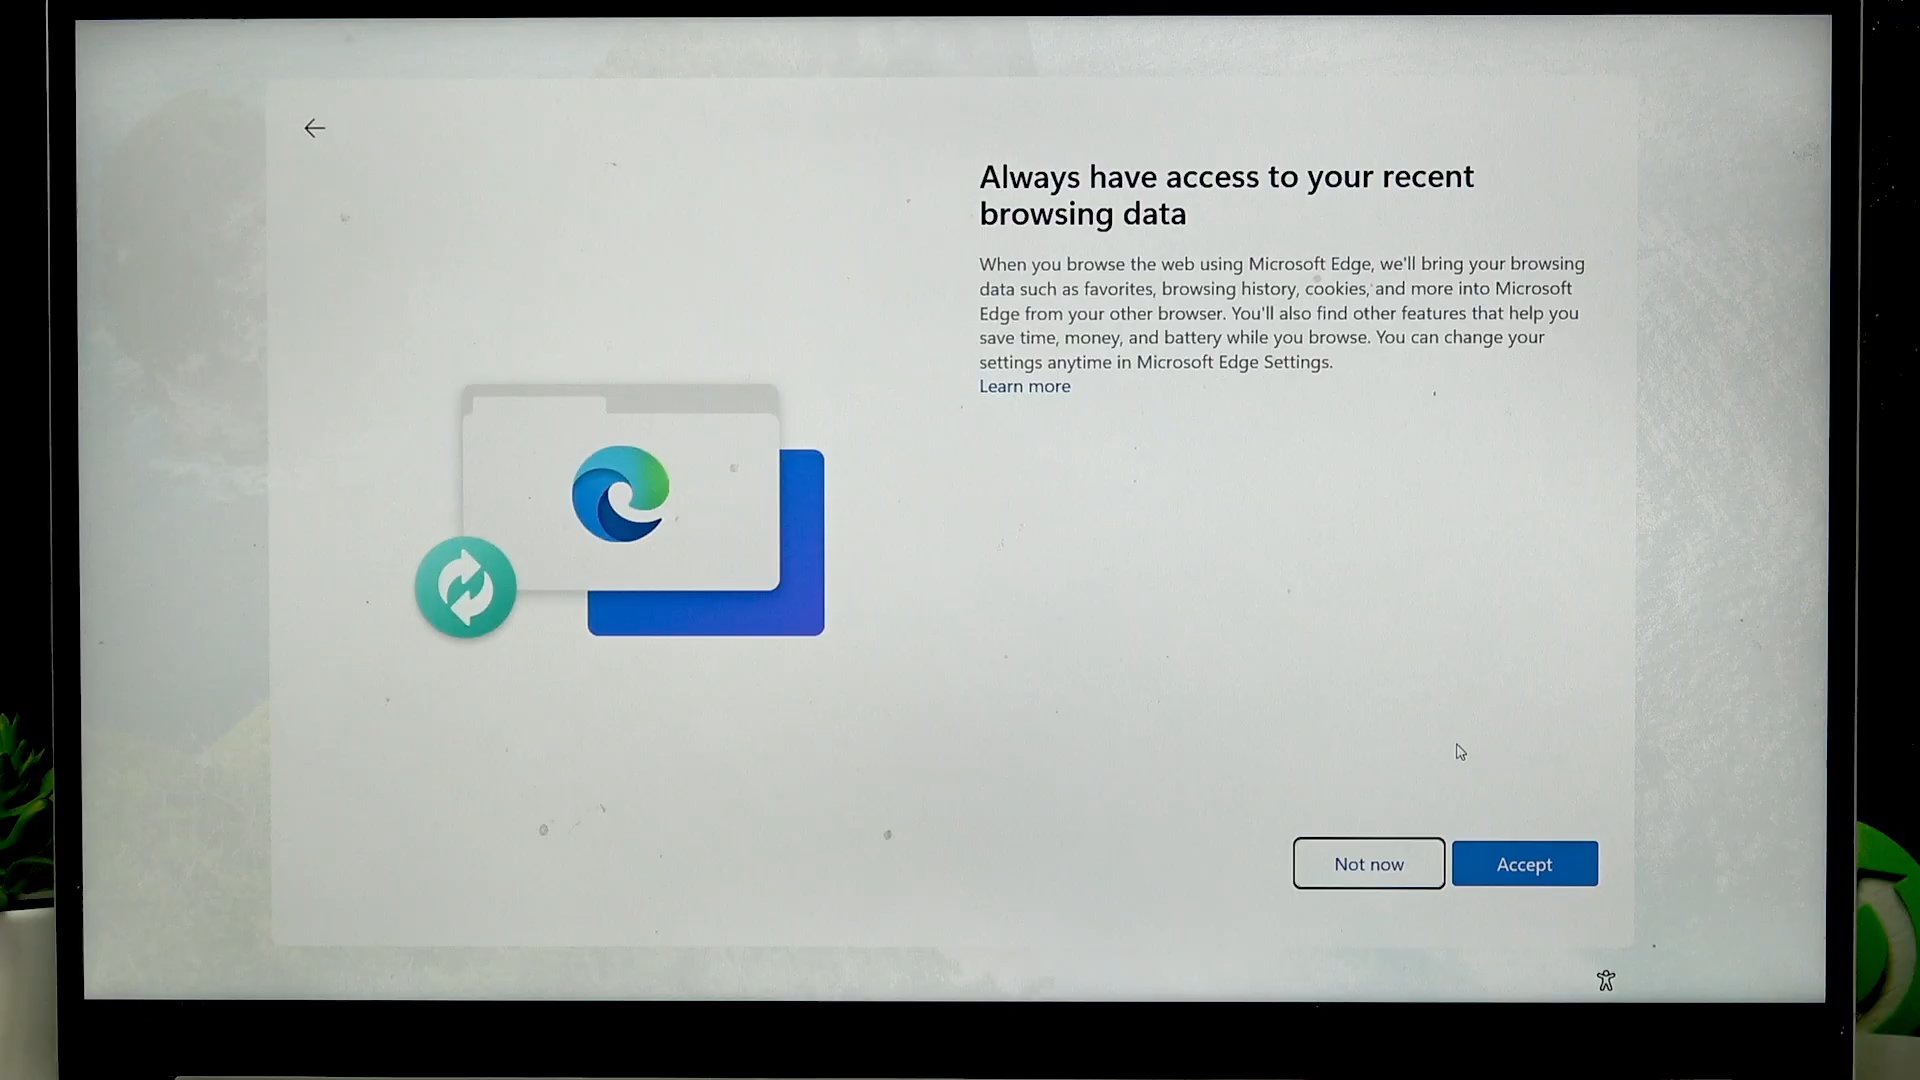 Always have access to your recent
browsing data
When you browse the web using Microsoft Edge, we'll bring your browsing
data such as favorites, browsing history, cookies, and more into Microsoft
Edge from your other browser. You'll also find other features that help you
save time, money, and battery while you browse. You can change your
settings anytime in Microsoft Edge Settings.
Learn more
Not now
Accept